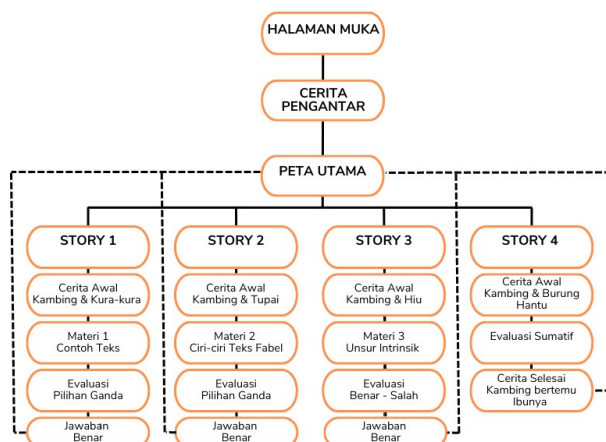 HALAMAN MUKA
CERITA
PENGANTAR
PETA UTAMA
STORY 1
Cerita Awal
Kambing & Kura-kura
Materi 1
Contoh Teks
Evaluasi
Pilihan Ganda
Jawaban
Benar
STORY 2
Cerita Awal
Kambing & Tupai
Materi 2
Ciri-ciri Teks Fabel
Evaluasi
Pilihan Ganda
Jawaban
Benar
STORY 3
Cerita Awal
Kambing & Hiu
Materi 3
Unsur Intrinsik
Evaluasi
Benar - Salah
Jawaban
Benar
STORY 4
Cerita Awal
Kambing & Burung
Hantu
Evaluasi Sumatif
Cerita Selesai
Kambing bertemu
Ibunya